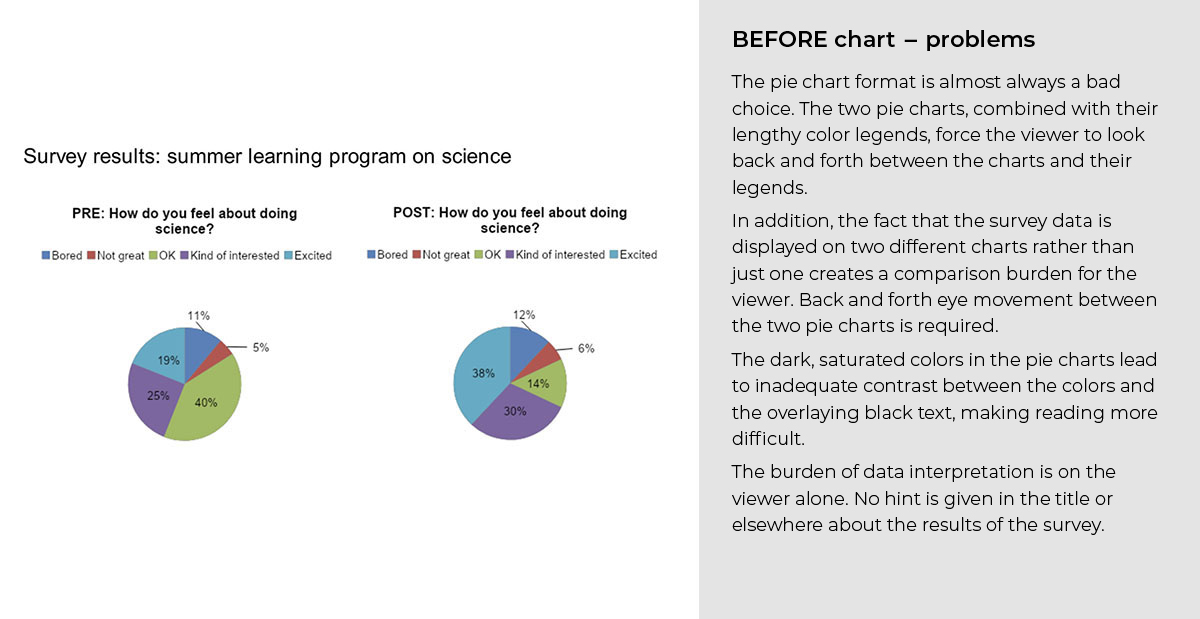 Survey results: summer learning program on science
PRE: How do you feel about doing
science?
Bored Not great OK Kind of interested Excited
11%
5%
19%
25%
40%
POST: How do you feel about doing
science?
Bored Not great OK Kind of interested Excited
12%
6%
38%
14%
30%
BEFORE chart – problems
The pie chart format is almost always a bad
choice. The two pie charts, combined with their
lengthy color legends, force the viewer to look
back and forth between the charts and their
legends.
In addition, the fact that the survey data is
displayed on two different charts rather than
just one creates a comparison burden for the
viewer. Back and forth eye movement between
the two pie charts is required.
The dark, saturated colors in the pie charts lead
to inadequate contrast between the colors and
the overlaying black text, making reading more
difficult.
The burden of data interpretation is on the
viewer alone. No hint is given in the title or
elsewhere about the results of the survey.